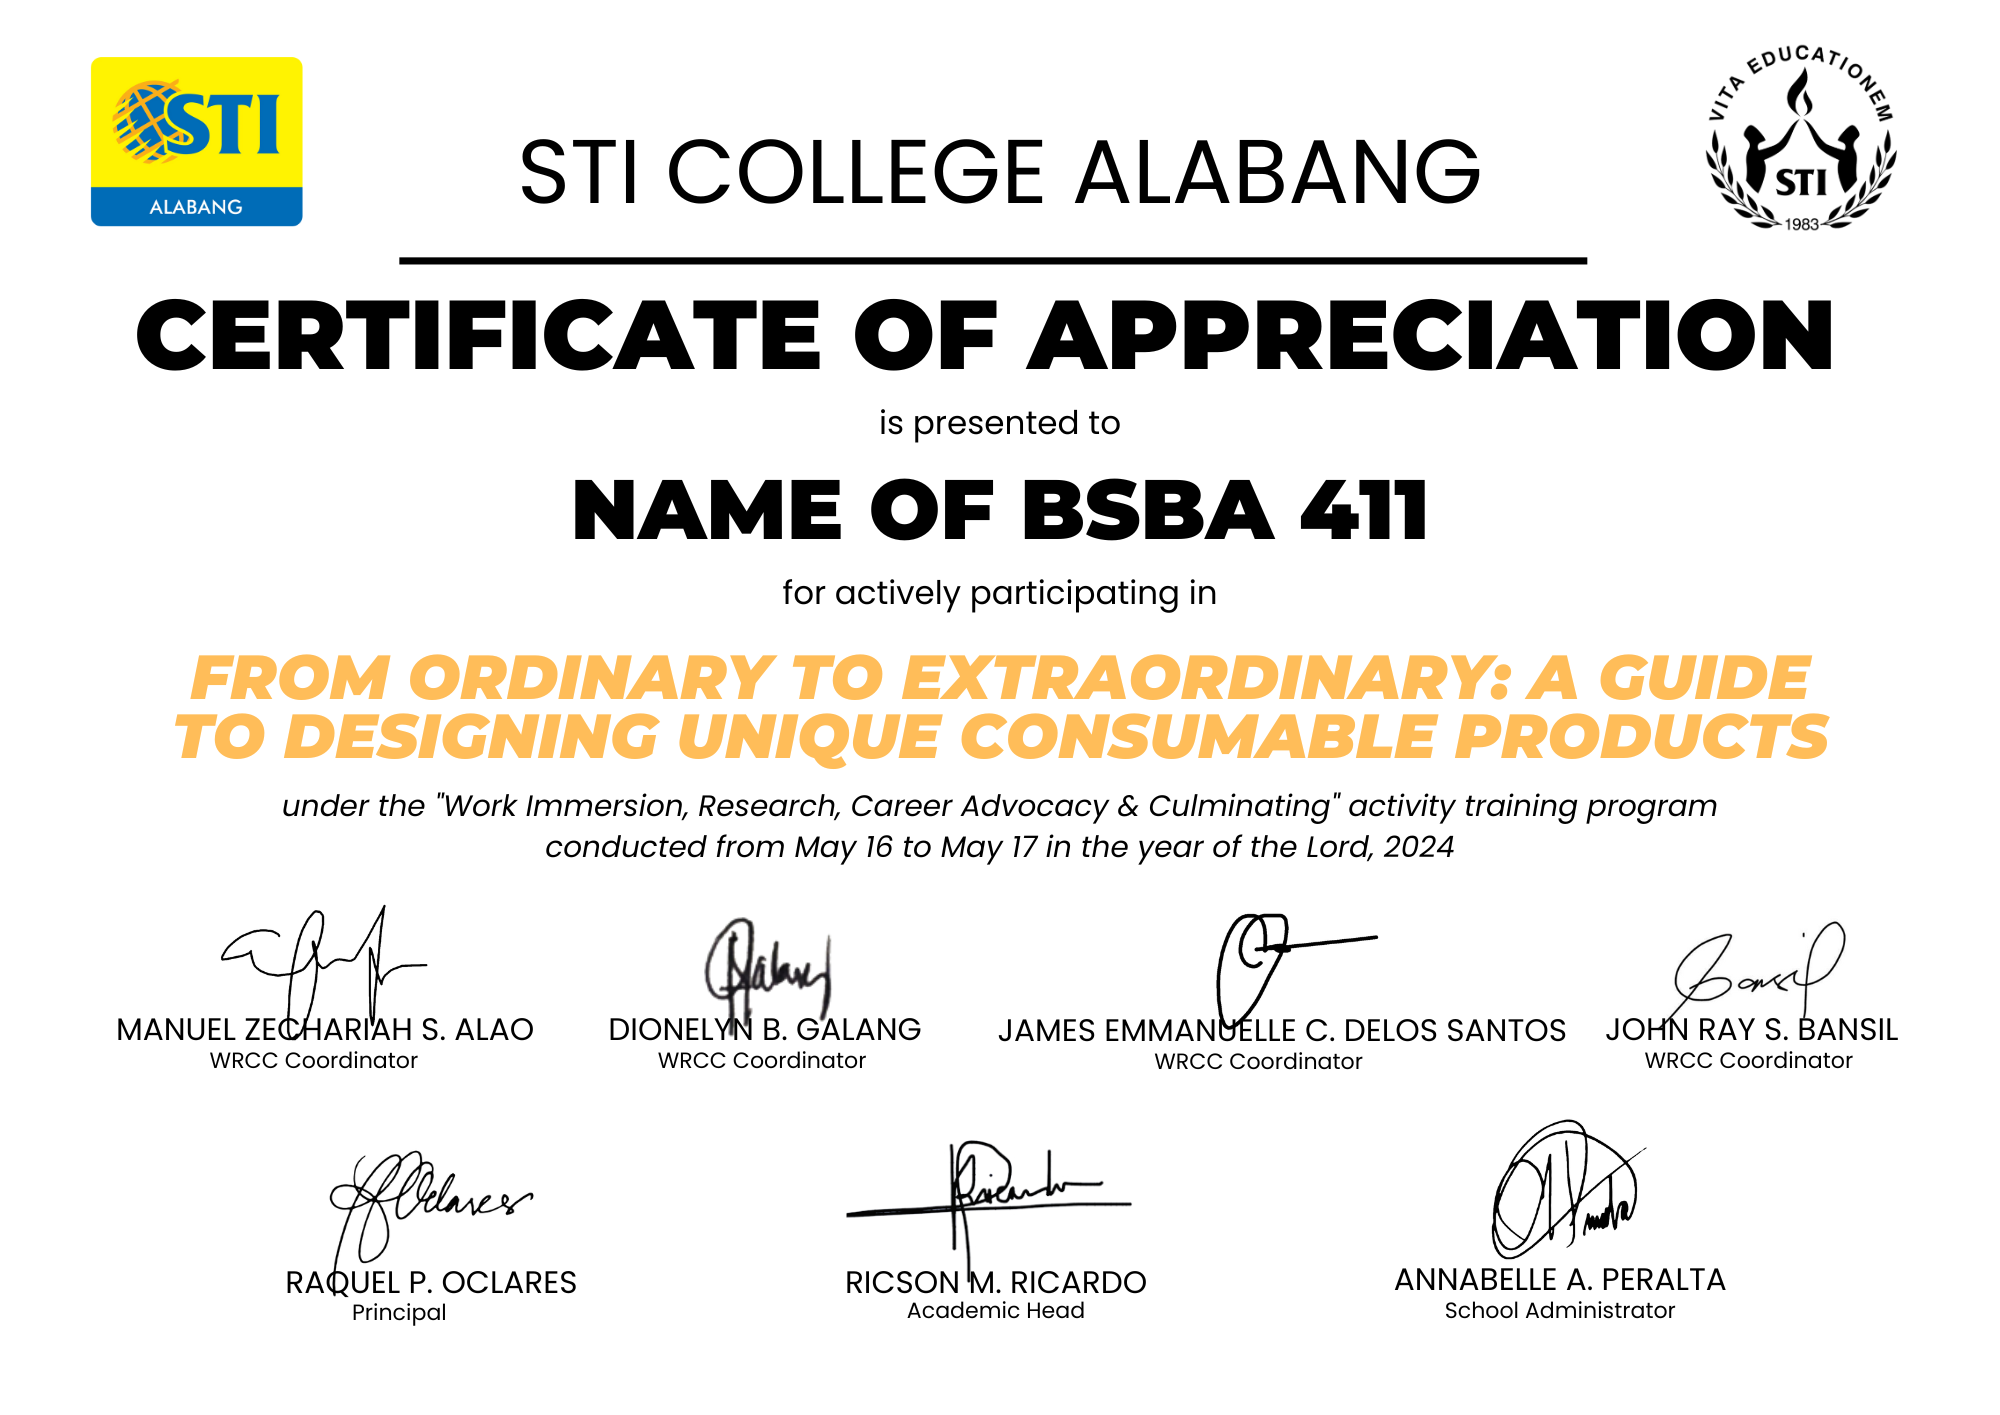 STI
ALABANG
VITA EDUCATIONEM
STI
1983
STI COLLEGE ALABANG
CERTIFICATE OF APPRECIATION
is presented to
NAME OF BSBA 411
for actively participating in
FROM ORDINARY TO EXTRAORDINARY: A GUIDE
TO DESIGNING UNIQUE CONSUMABLE PRODUCTS
under the "Work Immersion, Research, Career Advocacy & Culminating" activity training program
conducted from May 16 to May 17 in the year of the Lord, 2024
MANUEL ZECHARIAH S. ALAO
WRCC Coordinator
DIONELYN B. GALANG
WRCC Coordinator
JAMES EMMANUELLE C. DELOS SANTOS
WRCC Coordinator
JOHN RAY S. BANSIL
WRCC Coordinator
RAQUEL P. OCLARES
Principal
RICSON M. RICARDO
Academic Head
ANNABELLE A. PERALTA
School Administrator